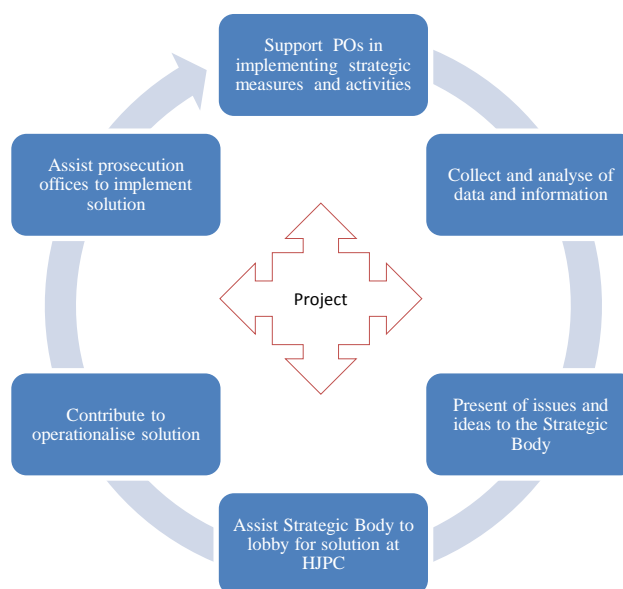 Support POs in
implementing strategic
measures and activities
Collect and analyse of
data and information
Present of issues and
ideas to the Strategic
Body
Assist Strategic Body to
lobby for solution at
HJPC
Contribute to
operationalise solution
Assist prosecution
offices to implement
solution
Project